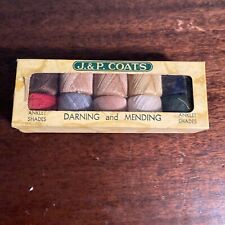 J.&P. COATS
ANKLET
SHADES
DARNING and MENDING
ANKLET
SHADES